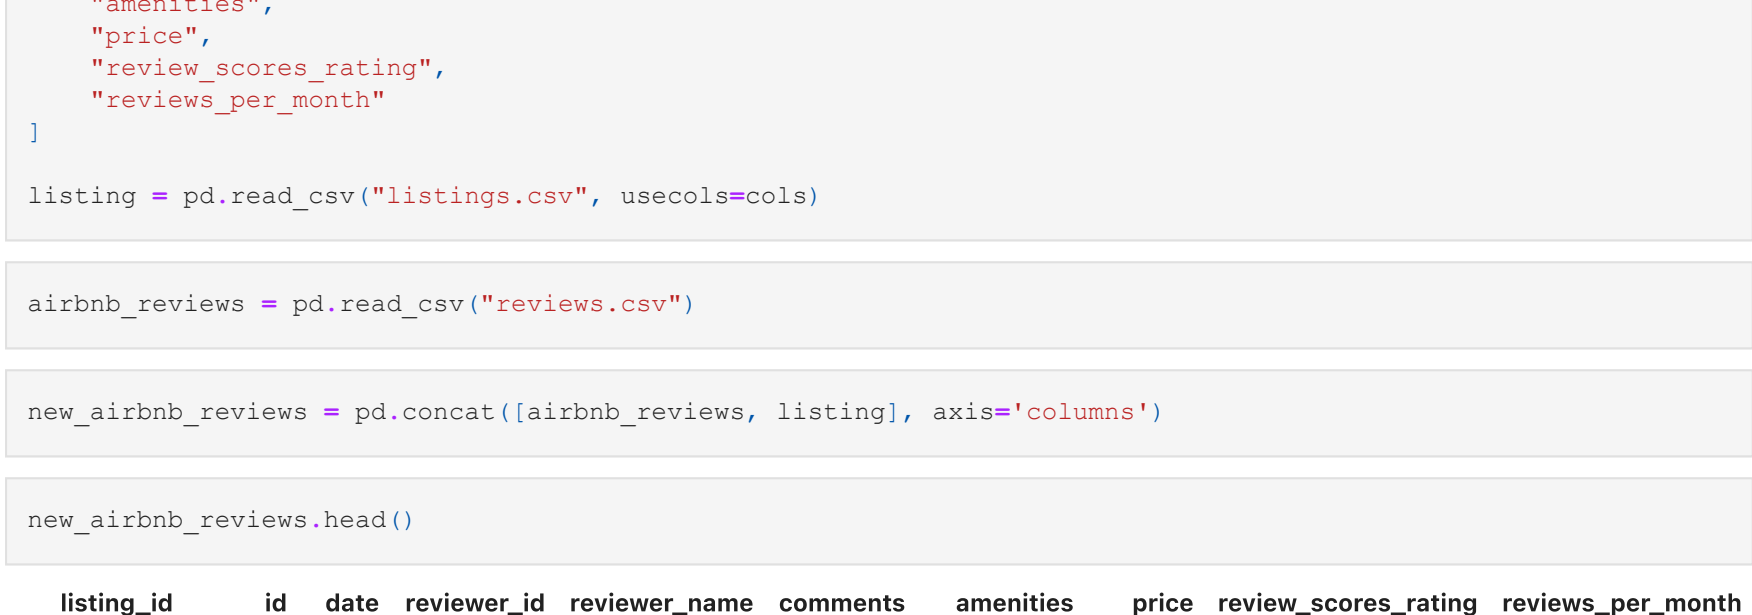 "amenities",
"price",
"review_scores_rating",
"reviews_per_month"
]
listing = pd.read_csv("listings.csv", usecols=cols)
airbnb_reviews = pd.read_csv("reviews.csv")
new_airbnb_reviews = pd.concat([airbnb_reviews, listing], axis='columns')
new_airbnb_reviews.head()
listing_id id date reviewer_id reviewer_name comments amenities price review_scores_rating reviews_per_month